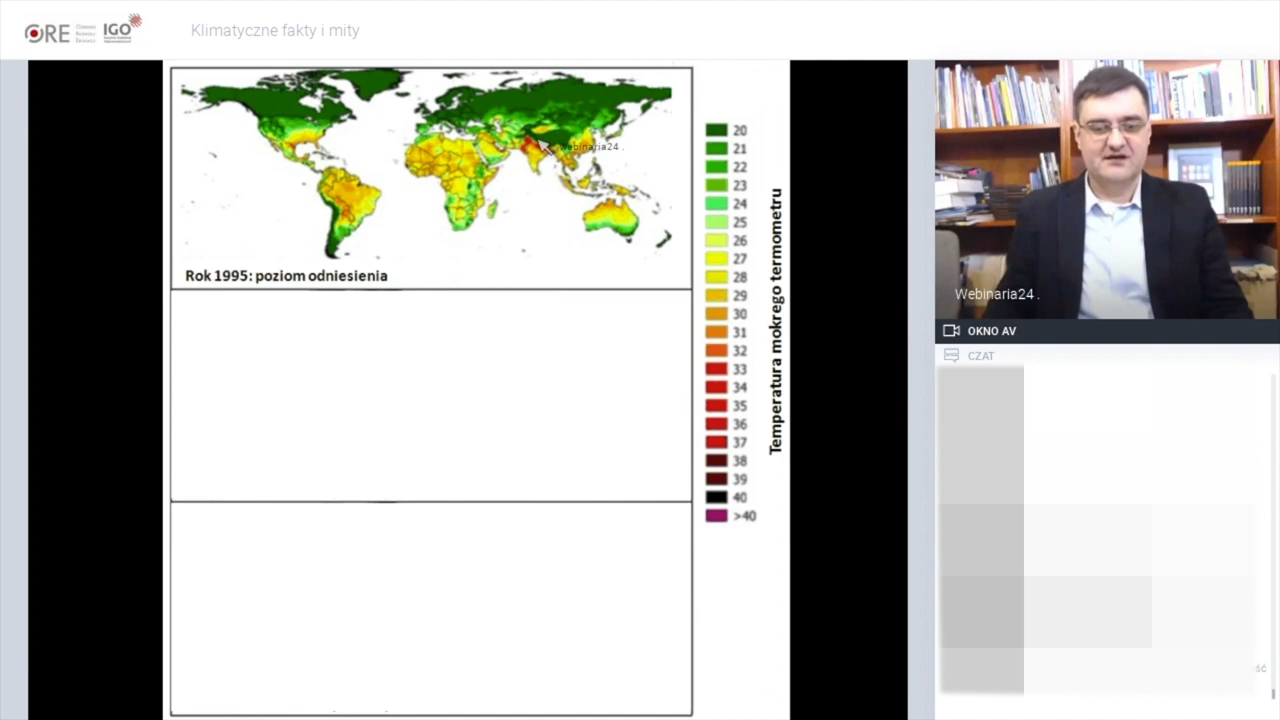 ORE
IGO
Klimatyczne fakty i mity
webinaria24 .
Rok 1995: poziom odniesienia
20
21
22
23
24
25
26
27
28
29
30
31
32
33
34
35
36
37
38
39
40
>40
Temperatura mokrego termometru
Webinaria24 .
OKNO AV
CZAT